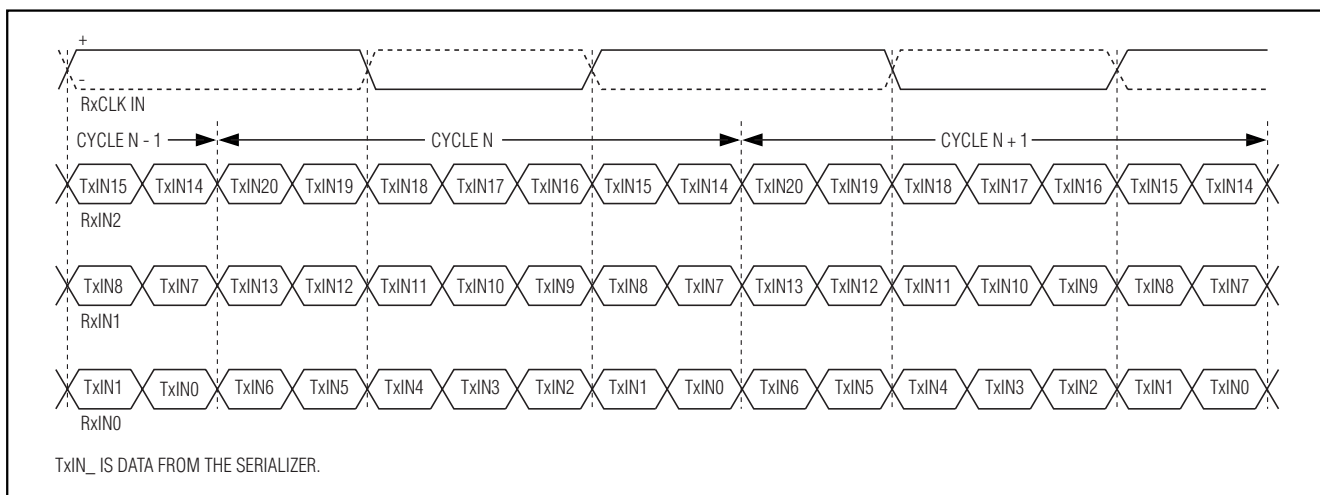 +
-
RxCLK IN
CYCLE N - 1 CYCLE N CYCLE N + 1
TxIN15 TxIN14 TxIN20 TxIN19 TxIN18 TxIN17 TxIN16 TxIN15 TxIN14 TxIN20 TxIN19 TxIN18 TxIN17 TxIN16 TxIN15 TxIN14
RxIN2
TxIN8 TxIN7 TxIN13 TxIN12 TxIN11 TxIN10 TxIN9 TxIN8 TxIN7 TxIN13 TxIN12 TxIN11 TxIN10 TxIN9 TxIN8 TxIN7
RxIN1
TxIN1 TxIN0 TxIN6 TxIN5 TxIN4 TxIN3 TxIN2 TxIN1 TxIN0 TxIN6 TxIN5 TxIN4 TxIN3 TxIN2 TxIN1 TxIN0
RxIN0
TxIN_ IS DATA FROM THE SERIALIZER.